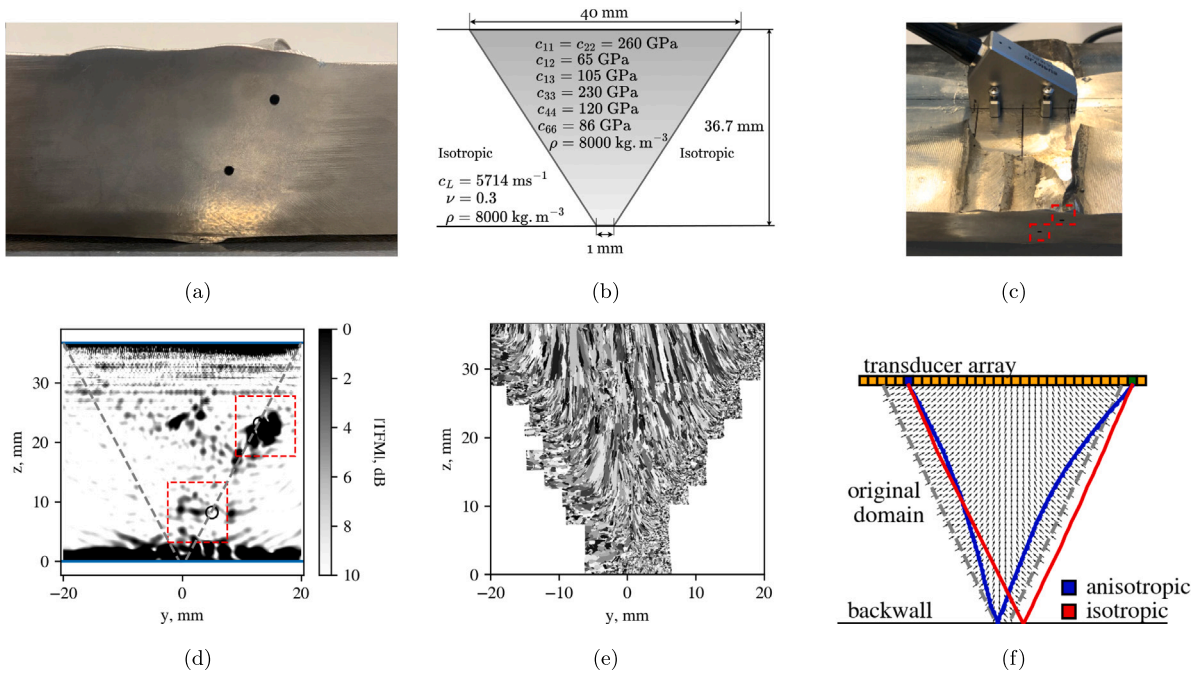 40 mm
c₁₁ = c₂₂ = 260 GPa
c₁₂ = 65 GPa
c₁₃ = 105 GPa
c₃₃ = 230 GPa
c₄₄ = 120 GPa
c₆₆ = 86 GPa
ρ = 8000 kg.m⁻³
36.7 mm
Isotropic
Isotropic
c_L = 5714 ms⁻¹
ν = 0.3
ρ = 8000 kg.m⁻³
1 mm
(a)
(b)
(c)
z, mm
30
20
10
0
−20
0
20
y, mm
0
2
4
6
8
10
|TFM|, dB
z, mm
30
20
10
0
−20
−10
0
10
20
y, mm
transducer array
original
domain
backwall
anisotropic
isotropic
(d)
(e)
(f)